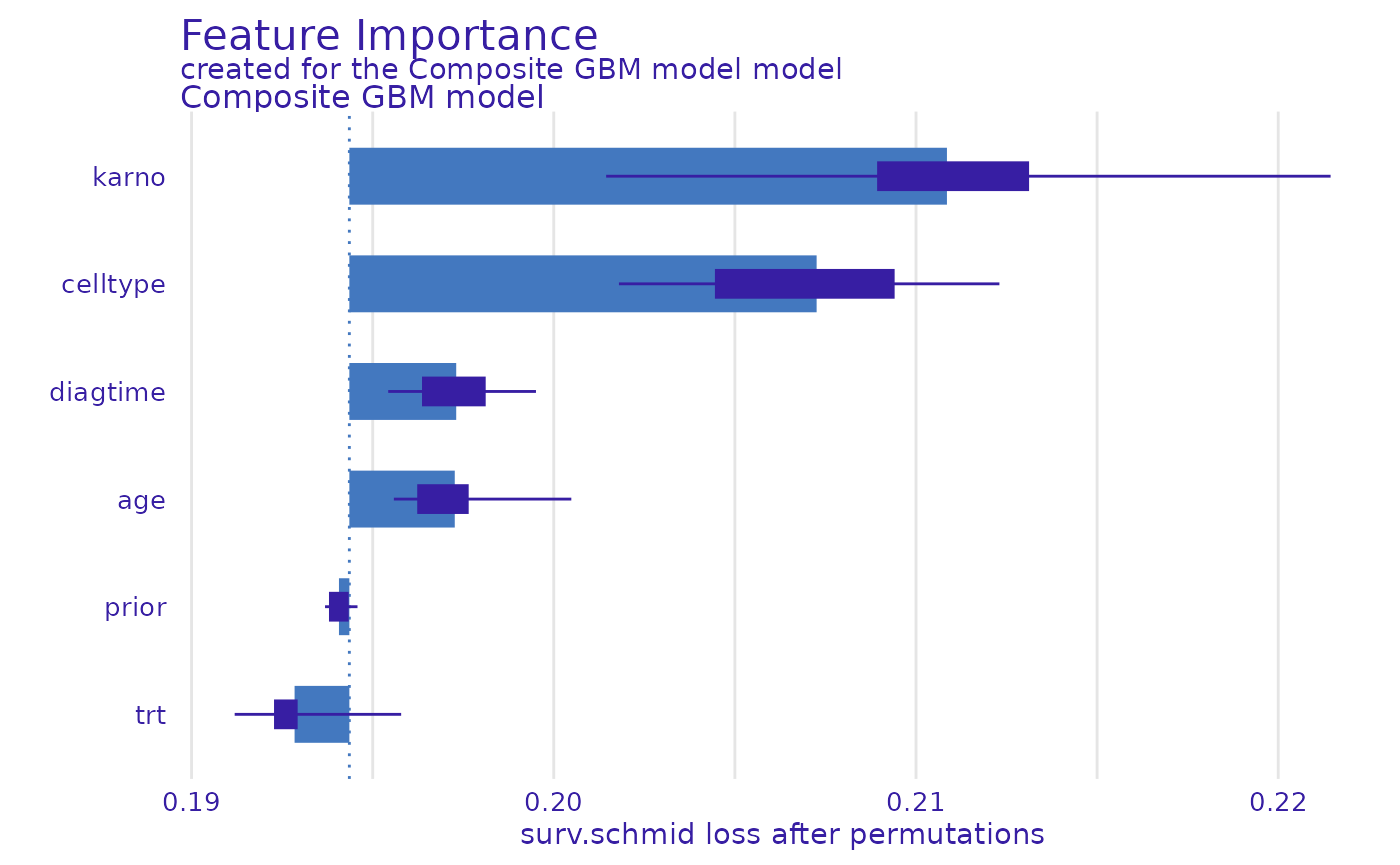 Feature Importance
created for the Composite GBM model model
Composite GBM model
karno
celltype
diagtime
age
prior
trt
0.19 0.20 0.21 0.22
surv.schmid loss after permutations